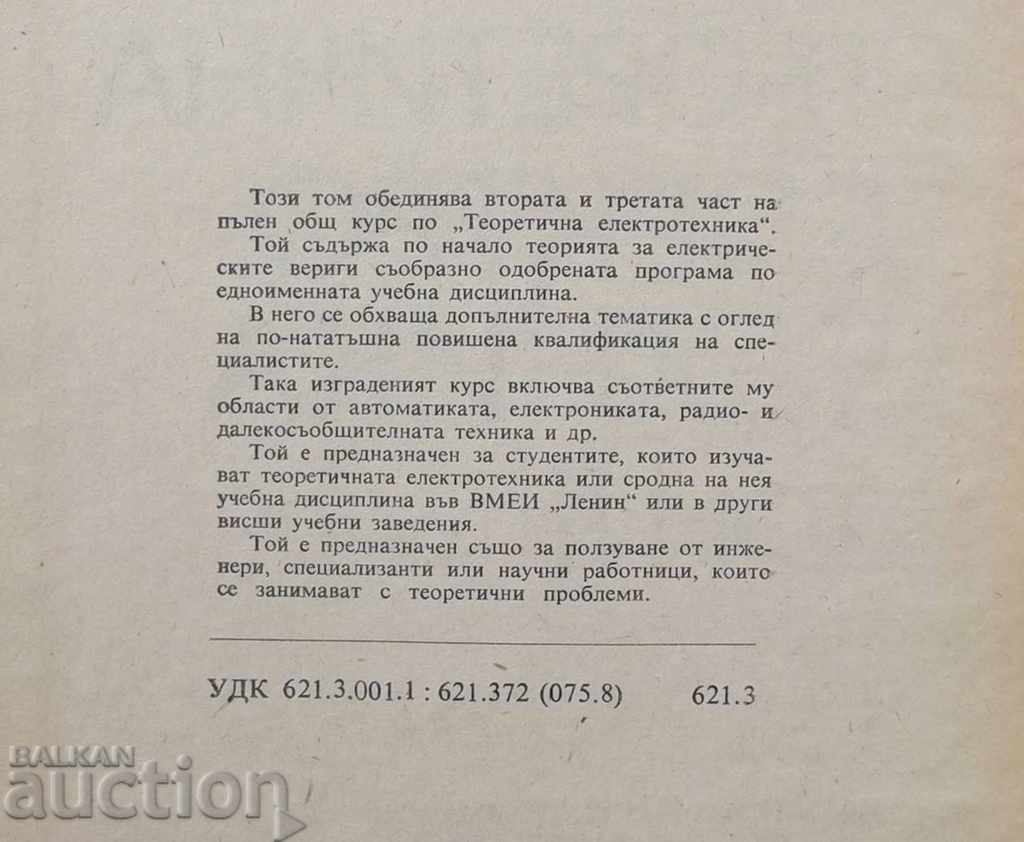 Този том обединява втората и третата част на
пълен общ курс по „Теоретична електротехника“.
Той съдържа по начало теорията за електриче-
ските вериги съобразно одобрената програма по
едноименната учебна дисциплина.
В него се обхваща допълнителна тематика с оглед
на по-нататъшна повишена квалификация на спе-
циалистите.
Така изграденият курс включва съответните му
области от автоматиката, електрониката, радио- и
далекосъобщителната техника и др.
Той е предназначен за студентите, които изуча-
ват теоретичната електротехника или сродна на нея
учебна дисциплина във ВМЕИ „Ленин“ или в други
висши учебни заведения.
Той е предназначен също за ползуване от инже-
нери, специализанти или научни работници, които
се занимават с теоретични проблеми.
УДК 621.3.001.1 : 621.372 (075.8) 621.3
BALKAN
auction